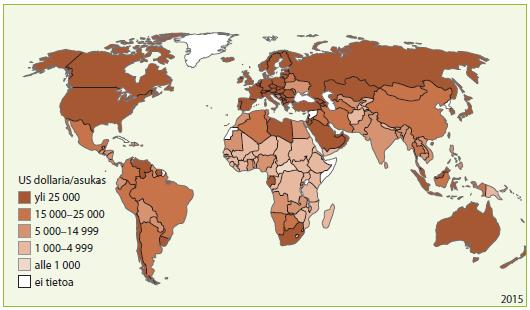 US dollaria/asukas
yli 25 000
15 000–25 000
5 000–14 999
1 000–4 999
alle 1 000
ei tietoa
2015